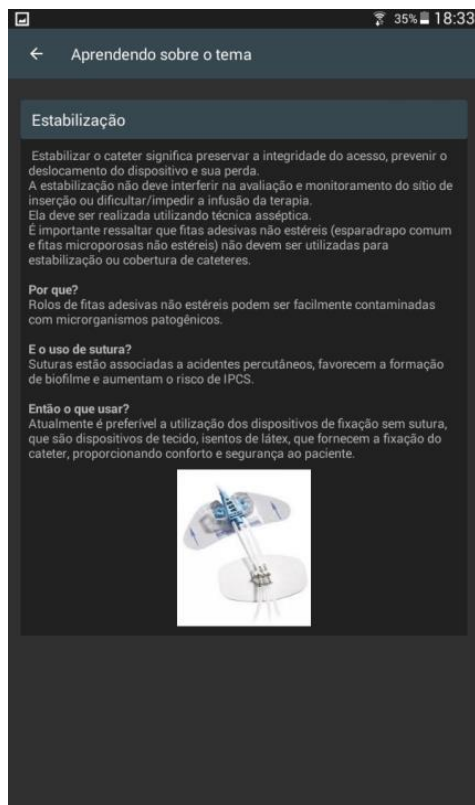 35% 18:33
Aprendendo sobre o tema
Estabilização
Estabilizar o cateter significa preservar a integridade do acesso, prevenir o
deslocamento do dispositivo e sua perda.
A estabilização não deve interferir na avaliação e monitoramento do sítio de
inserção ou dificultar/impedir a infusão da terapia.
Ela deve ser realizada utilizando técnica asséptica.
É importante ressaltar que fitas adesivas não estéreis (esparadrapo comum
e fitas microporosas não estéreis) não devem ser utilizadas para
estabilização ou cobertura de cateteres.
Por que?
Rolos de fitas adesivas não estéreis podem ser facilmente contaminadas
com microrganismos patogênicos.
E o uso de sutura?
Suturas estão associadas a acidentes percutâneos, favorecem a formação
de biofilme e aumentam o risco de IPCS.
Então o que usar?
Atualmente é preferível a utilização dos dispositivos de fixação sem sutura,
que são dispositivos de tecido, isentos de látex, que fornecem a fixação do
cateter, proporcionando conforto e segurança ao paciente.